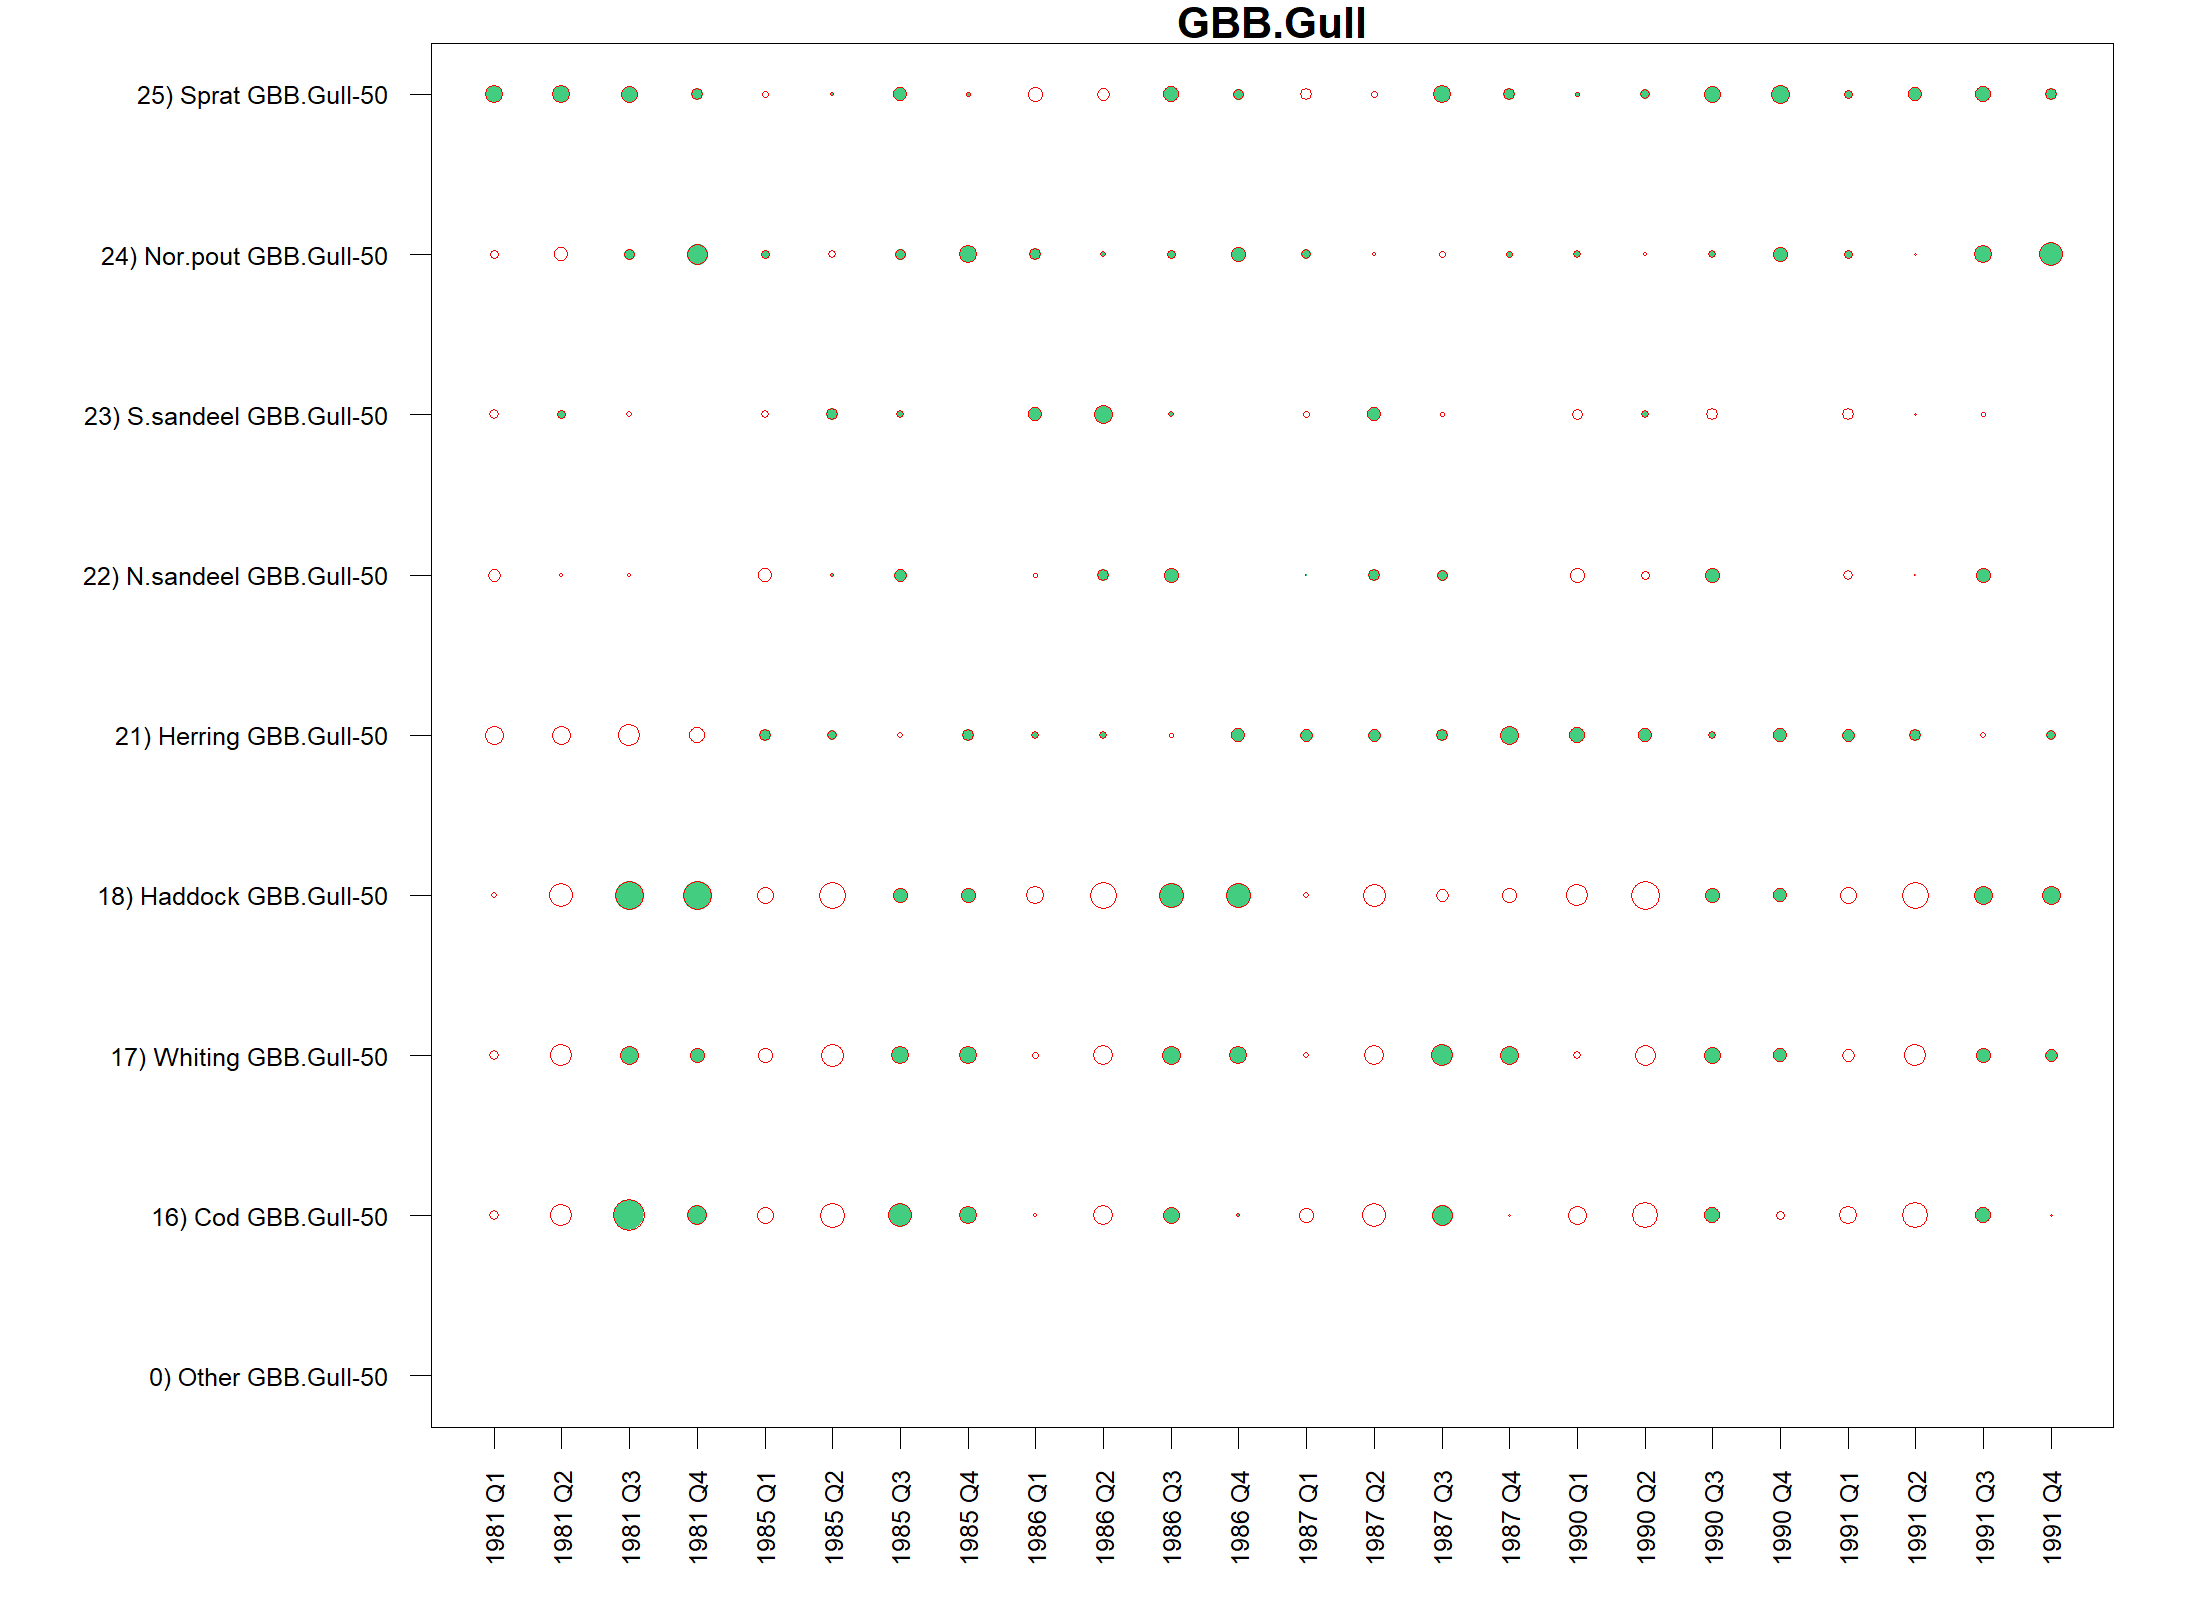 GBB.Gull
25) Sprat GBB.Gull-50
24) Nor.pout GBB.Gull-50
23) S.sandeel GBB.Gull-50
22) N.sandeel GBB.Gull-50
21) Herring GBB.Gull-50
18) Haddock GBB.Gull-50
17) Whiting GBB.Gull-50
16) Cod GBB.Gull-50
0) Other GBB.Gull-50
1981 Q1
1981 Q2
1981 Q3
1981 Q4
1985 Q1
1985 Q2
1985 Q3
1985 Q4
1986 Q1
1986 Q2
1986 Q3
1986 Q4
1987 Q1
1987 Q2
1987 Q3
1987 Q4
1990 Q1
1990 Q2
1990 Q3
1990 Q4
1991 Q1
1991 Q2
1991 Q3
1991 Q4